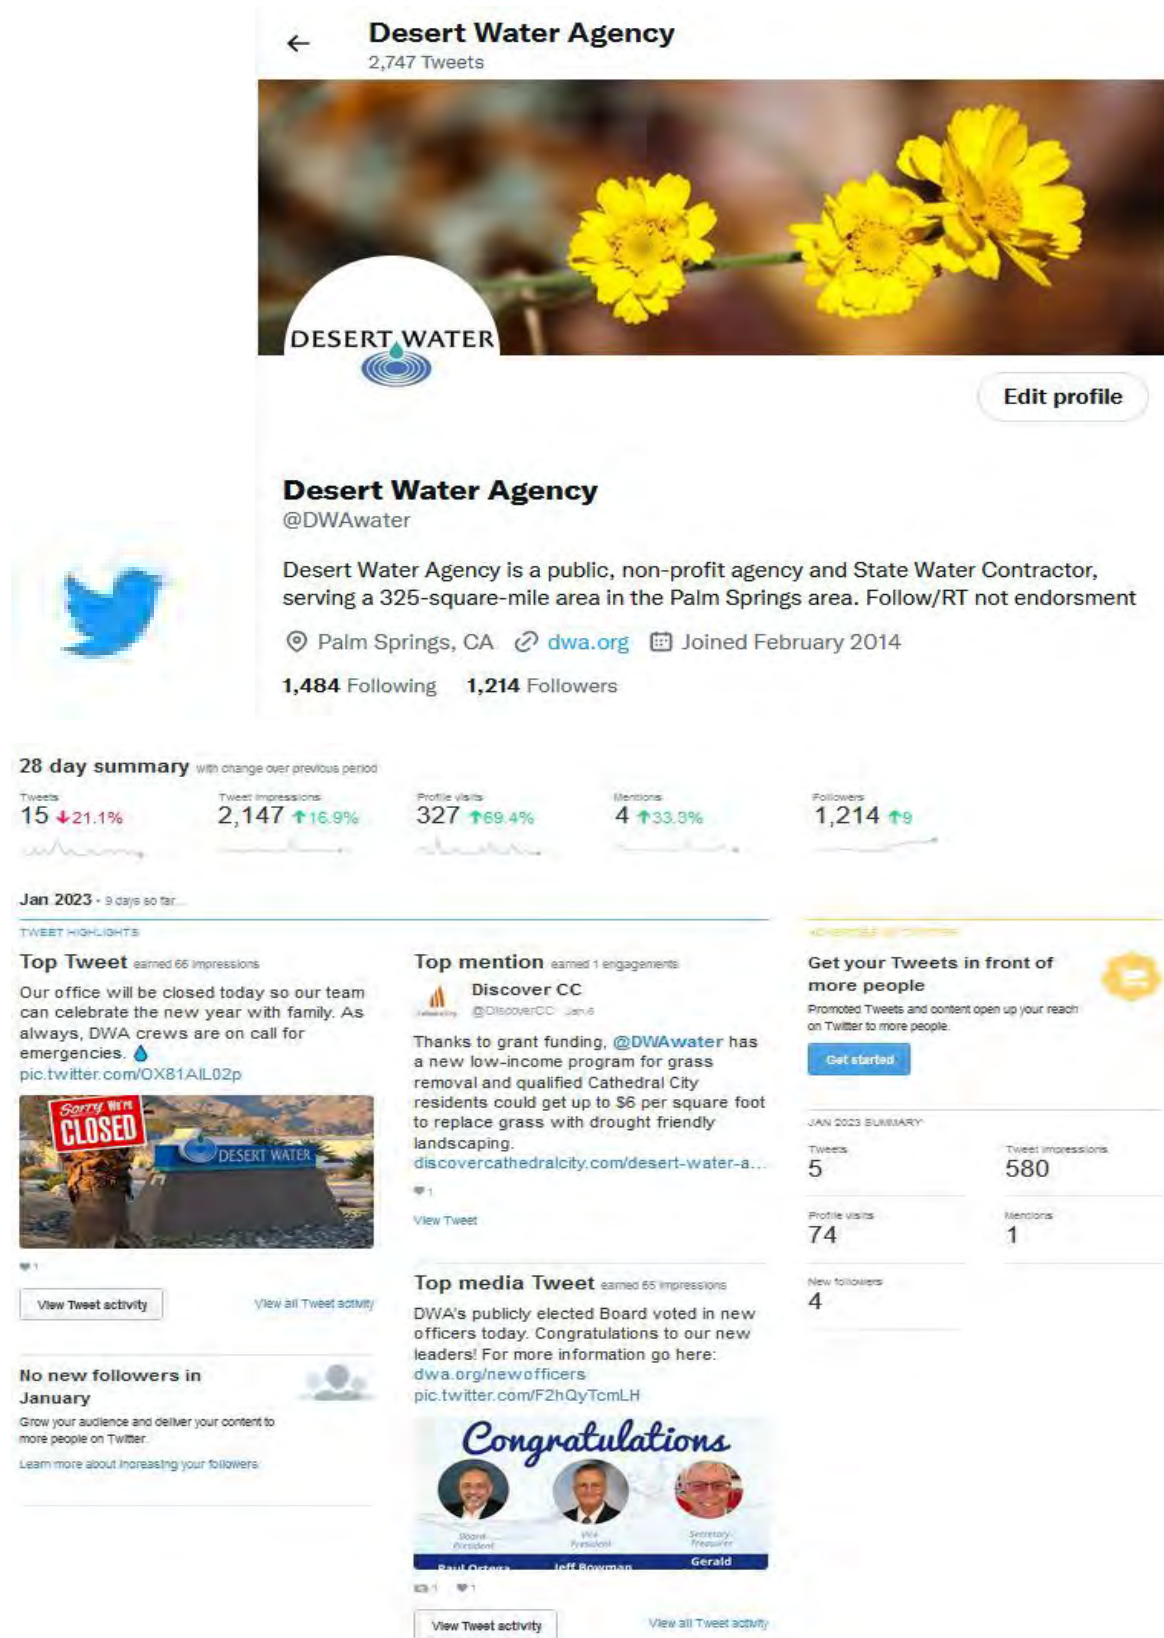 Desert Water Agency
2,747 Tweets
DESERT WATER
Edit profile
Desert Water Agency
@DWAwater
Desert Water Agency is a public, non-profit agency and State Water Contractor,
serving a 325-square-mile area in the Palm Springs area. Follow/RT not endorsment
Palm Springs, CA dwa.org Joined February 2014
1,484 Following 1,214 Followers
28 day summary with change over previous period
Tweets
15 ↓21.1%
Tweet impressions
2,147 ↑16.9%
Profile visits
327 ↑69.4%
Mentions
4 ↑33.3%
Followers
1,214 ↑9
Jan 2023 • 9 days so far...
TWEET HIGHLIGHTS
Top Tweet earned 66 impressions
Our office will be closed today so our team
can celebrate the new year with family. As
always, DWA crews are on call for
emergencies. 💧
pic.twitter.com/OX81AIL02p
Sorry We're
CLOSED
DESERT WATER
1
View Tweet activity
View all Tweet activity
No new followers in
January
Grow your audience and deliver your content to
more people on Twitter.
Learn more about increasing your followers
Top mention earned 1 engagements
Discover CC
@DiscoverCC Jan 6
Thanks to grant funding, @DWAwater has
a new low-income program for grass
removal and qualified Cathedral City
residents could get up to $6 per square foot
to replace grass with drought friendly
landscaping.
discovercathedralcity.com/desert-water-a...
1
View Tweet
Top media Tweet earned 65 impressions
DWA's publicly elected Board voted in new
officers today. Congratulations to our new
leaders! For more information go here:
dwa.org/newofficers
pic.twitter.com/F2hQyTcmLH
Congratulations
Board
President
Vice
President
Secretary-
Treasurer
Paul Ortega
Jeff Bowman
Gerald
1 1
View Tweet activity
View all Tweet activity
Get your Tweets in front of
more people
Promoted Tweets and content open up your reach
on Twitter to more people.
Get started
JAN 2023 SUMMARY
Tweets
5
Tweet impressions
580
Profile visits
74
Mentions
1
New followers
4